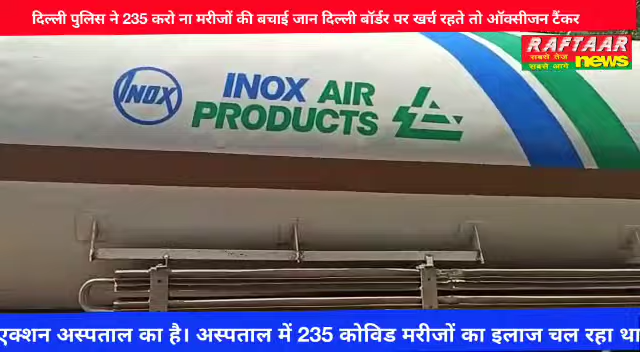 दिल्ली पुलिस ने 235 करो ना मरीजों की बचाई जान दिल्ली बॉर्डर पर खर्च रहते तो ऑक्सीजन टैंकर
RAFTAAR
सबसे तेज
सबसे आगे
news
INOX
INOX AIR
PRODUCTS
एक्शन अस्पताल का है। अस्पताल में 235 कोविड मरीजों का इलाज चल रहा था